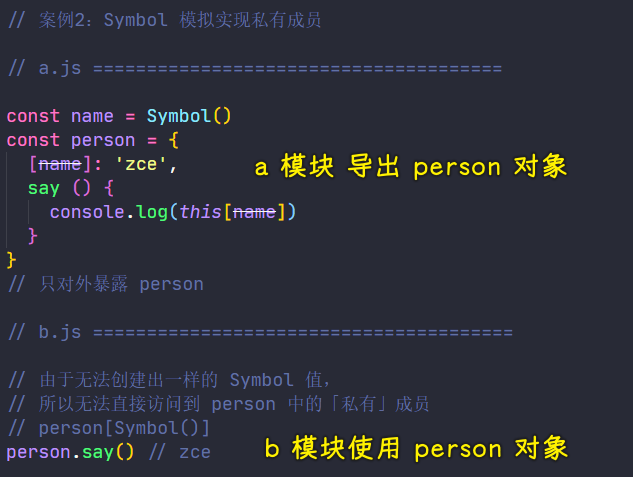 // 案例2: Symbol 模拟实现私有成员
// a.js ======================================
const name = Symbol()
const person = {
[name]: 'zce',
say () {
console.log(this[name])
}
}
a 模块 导出 person 对象
// 只对外暴露 person
// b.js =======================================
// 由于无法创建出一样的 Symbol 值,
// 所以无法直接访问到 person 中的「私有」成员
// person[Symbol()]
person.say() // zce
b 模块使用 person 对象